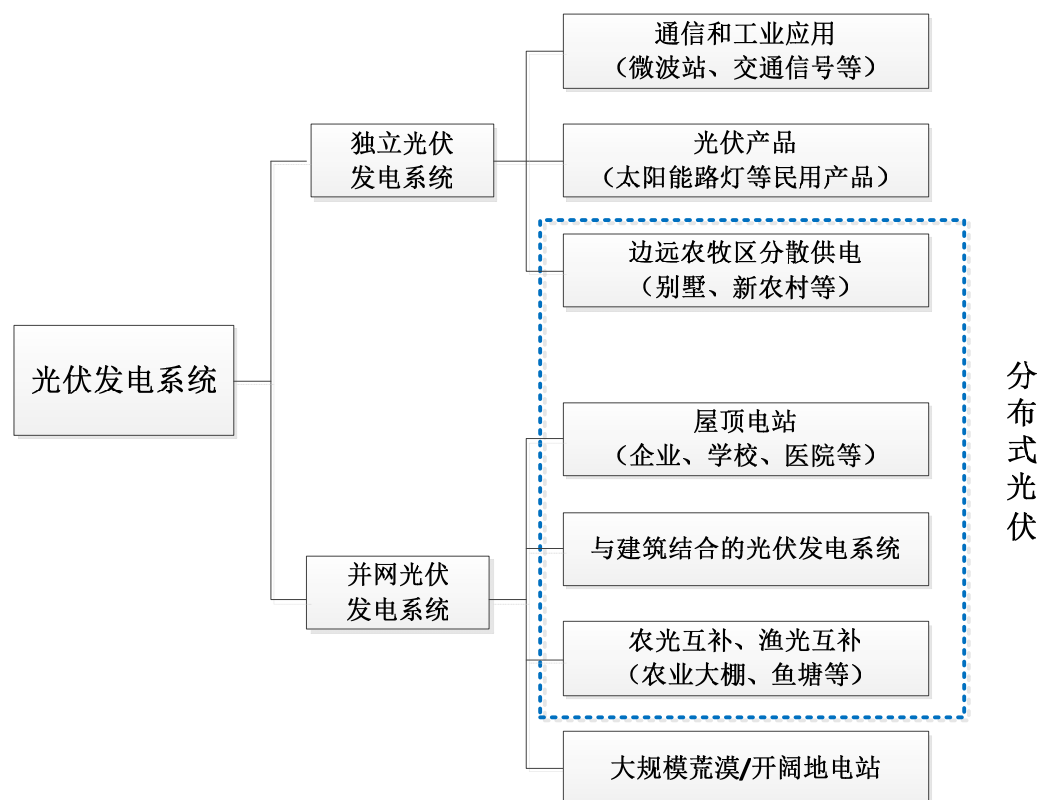 通信和工业应用
（微波站、交通信号等）
独立光伏
发电系统
光伏产品
（太阳能路灯等民用产品）
边远农牧区分散供电
（别墅、新农村等）
光伏发电系统
分布式光伏
屋顶电站
（企业、学校、医院等）
与建筑结合的光伏发电系统
并网光伏
发电系统
农光互补、渔光互补
（农业大棚、鱼塘等）
大规模荒漠/开阔地电站